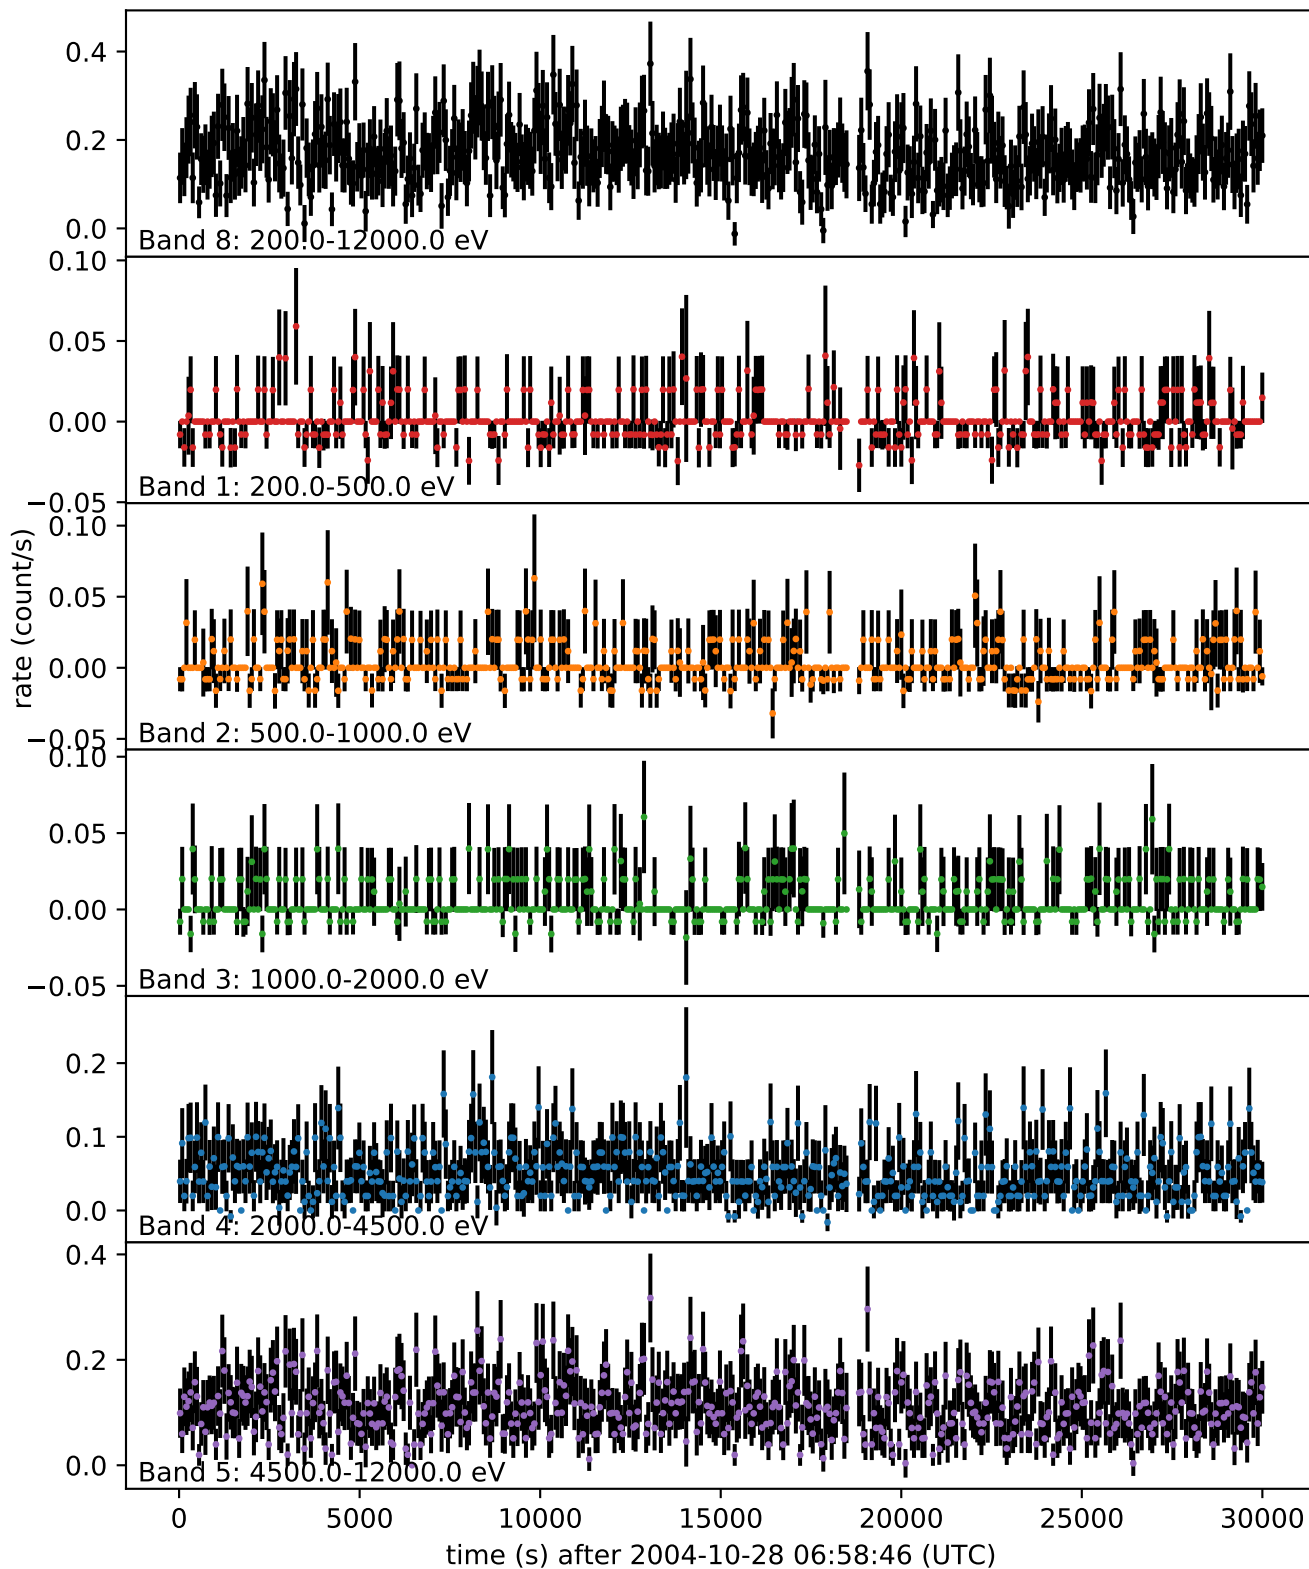 0.4
0.2
0.0
Band 8: 200.0-12000.0 eV
0.10
0.05
0.00
−0.05
Band 1: 200.0-500.0 eV
0.10
0.05
0.00
−0.05
Band 2: 500.0-1000.0 eV
rate (count/s)
0.10
0.05
0.00
−0.05
Band 3: 1000.0-2000.0 eV
0.2
0.1
0.0
Band 4: 2000.0-4500.0 eV
0.4
0.2
0.0
Band 5: 4500.0-12000.0 eV
0 5000 10000 15000 20000 25000 30000
time (s) after 2004-10-28 06:58:46 (UTC)